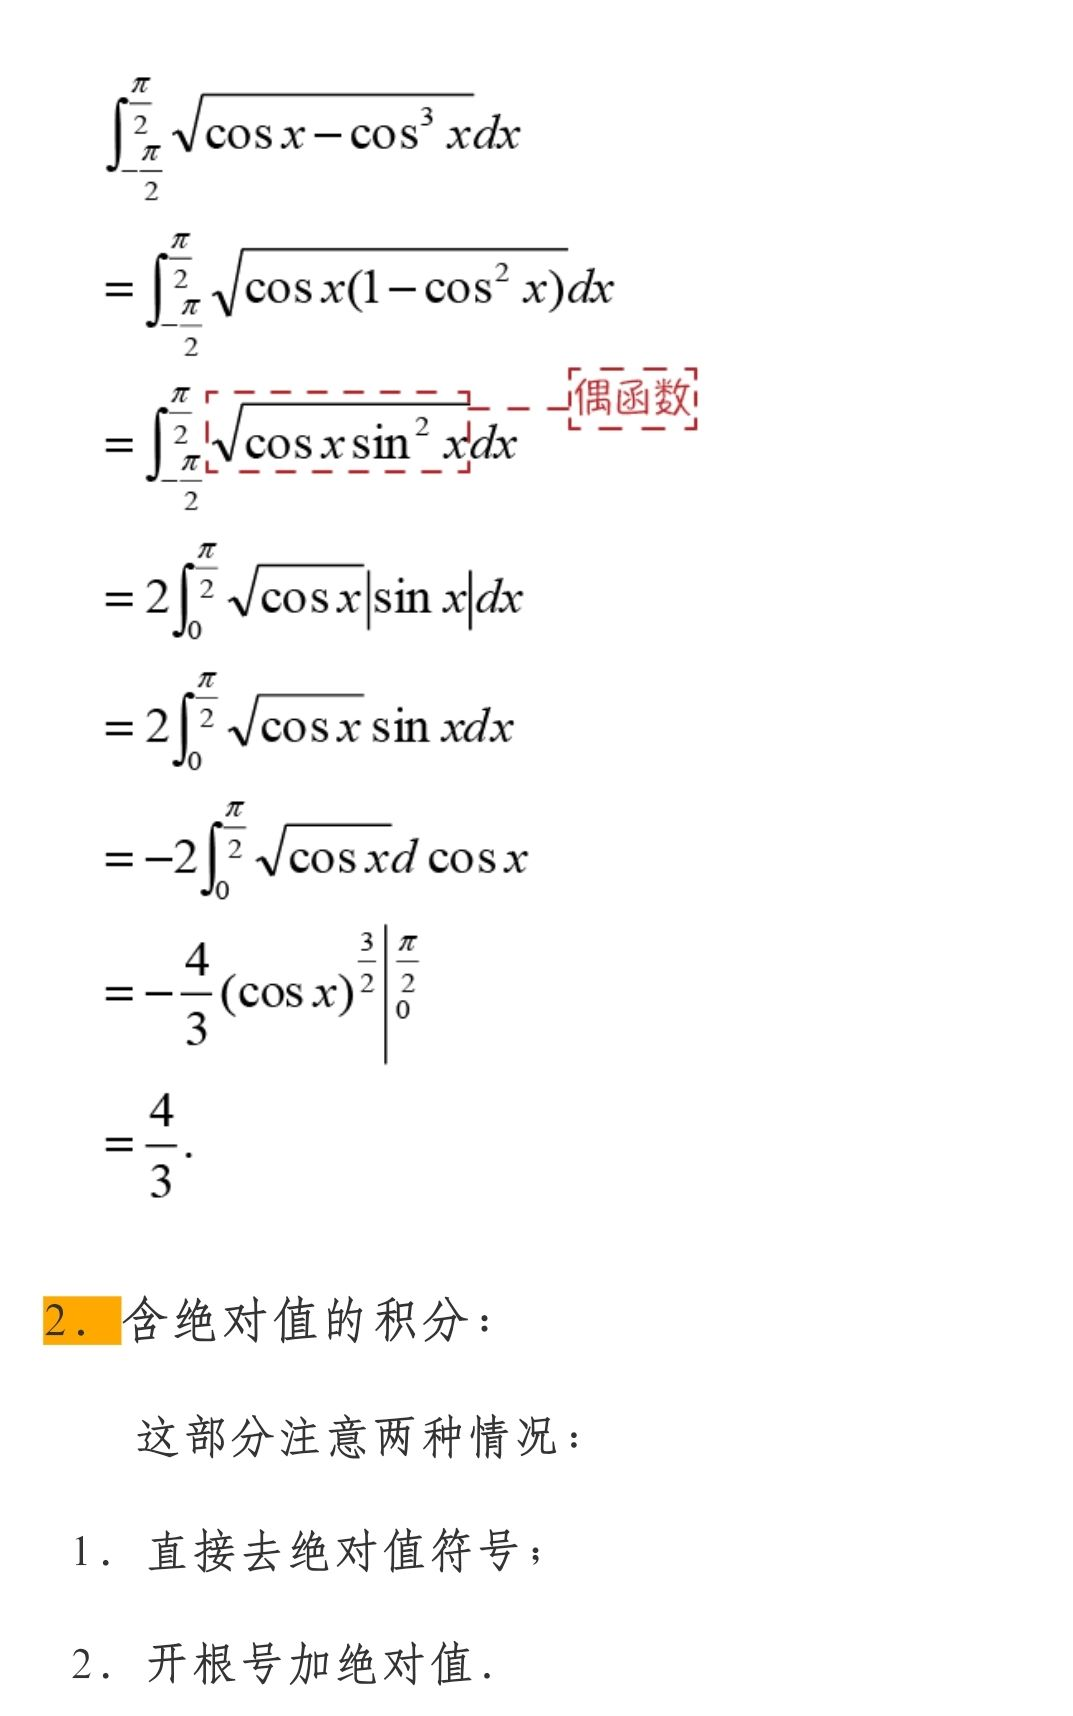 ∫_{-π/2}^{π/2} √(cos x − cos³ x) dx
= ∫_{-π/2}^{π/2} √(cos x(1 − cos² x)) dx
= ∫_{-π/2}^{π/2} √(cos x sin² x) dx 偶函数
= 2∫_0^{π/2} √(cos x) |sin x| dx
= 2∫_0^{π/2} √(cos x) sin x dx
= −2∫_0^{π/2} √(cos x) d cos x
= −4/3 (cos x)^{3/2} |_0^{π/2}
= 4/3.
2. 含绝对值的积分：
这部分注意两种情况：
1. 直接去绝对值符号；
2. 开根号加绝对值.